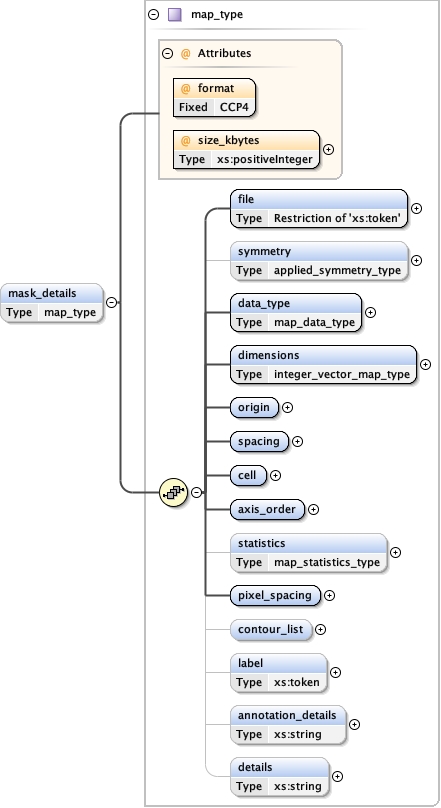 map_type
@ Attributes
@ format
Fixed CCP4
@ size_kbytes
Type xs:positiveInteger
file
Type Restriction of 'xs:token'
symmetry
Type applied_symmetry_type
mask_details
Type map_type
data_type
Type map_data_type
dimensions
Type integer_vector_map_type
origin
spacing
cell
axis_order
statistics
Type map_statistics_type
pixel_spacing
contour_list
label
Type xs:token
annotation_details
Type xs:string
details
Type xs:string